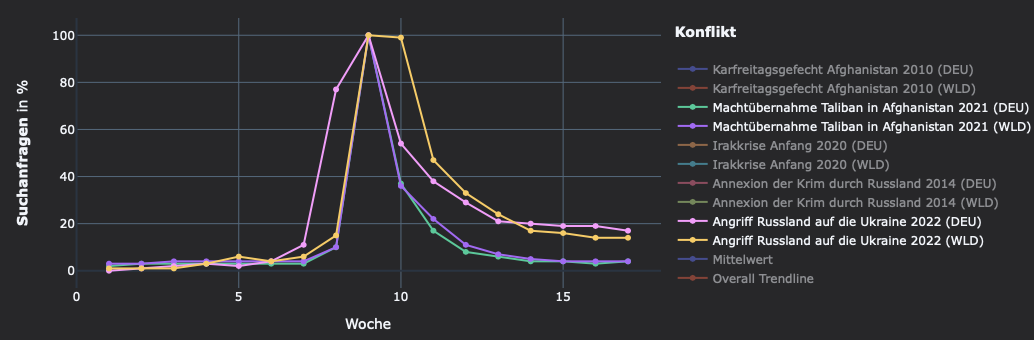 100
80
60
40
20
0
0 5 10 15
Suchanfragen in %
Woche
Konflikt
Karfreitagsgefecht Afghanistan 2010 (DEU)
Karfreitagsgefecht Afghanistan 2010 (WLD)
Machtübernahme Taliban in Afghanistan 2021 (DEU)
Machtübernahme Taliban in Afghanistan 2021 (WLD)
Irakkrise Anfang 2020 (DEU)
Irakkrise Anfang 2020 (WLD)
Annexion der Krim durch Russland 2014 (DEU)
Annexion der Krim durch Russland 2014 (WLD)
Angriff Russland auf die Ukraine 2022 (DEU)
Angriff Russland auf die Ukraine 2022 (WLD)
Mittelwert
Overall Trendline